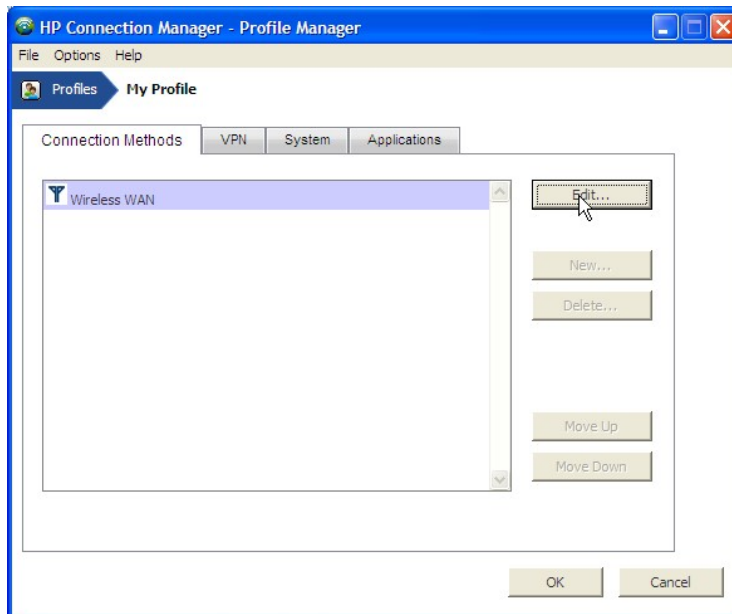 HP Connection Manager - Profile Manager
File Options Help
Profiles My Profile
Connection Methods VPN System Applications
Wireless WAN
Edit...
New...
Delete...
Move Up
Move Down
OK Cancel